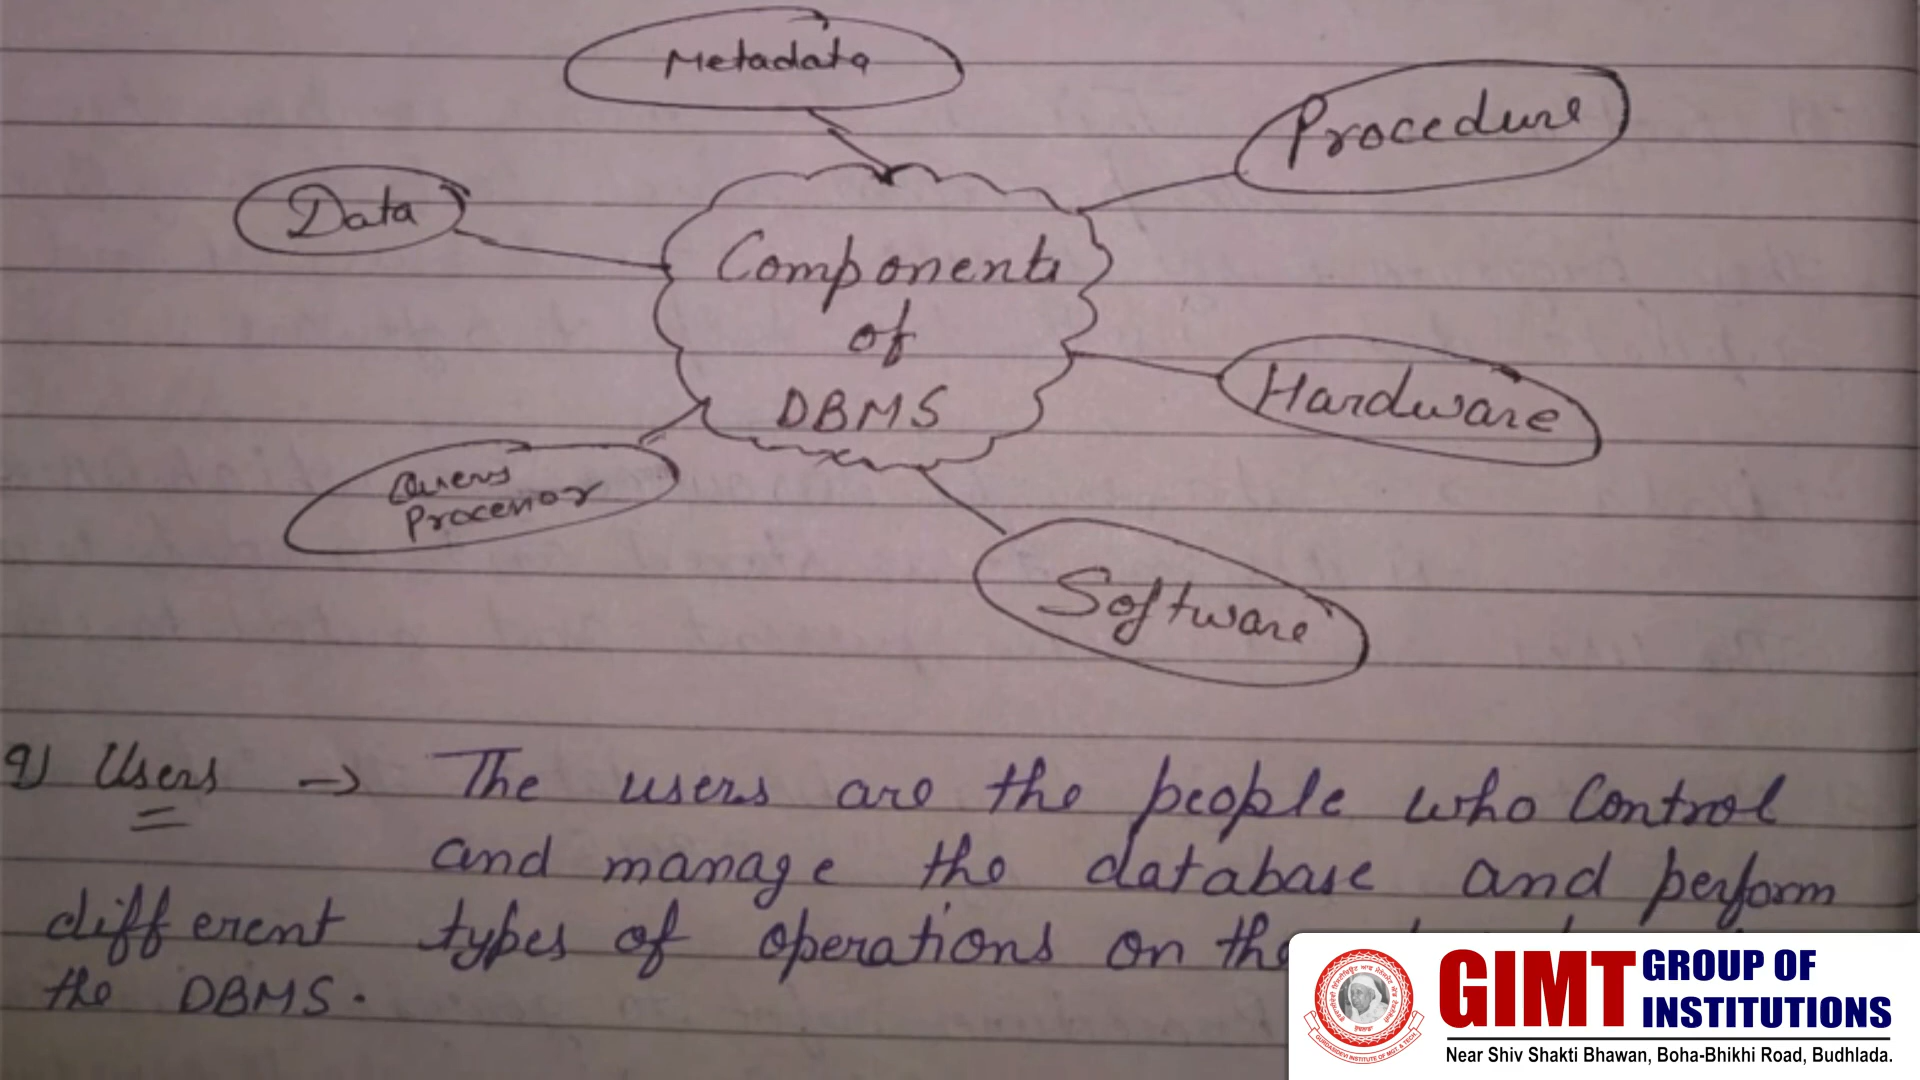 Metadata
Procedure
Data
Components
of
DBMS
Hardware
Query
Processor
Software
a) Users → The users are the people who Control
and manage the database and perform
different types of operations on the
the DBMS.
GIMT GROUP OF
INSTITUTIONS
Near Shiv Shakti Bhawan, Boha-Bhikhi Road, Budhlada.